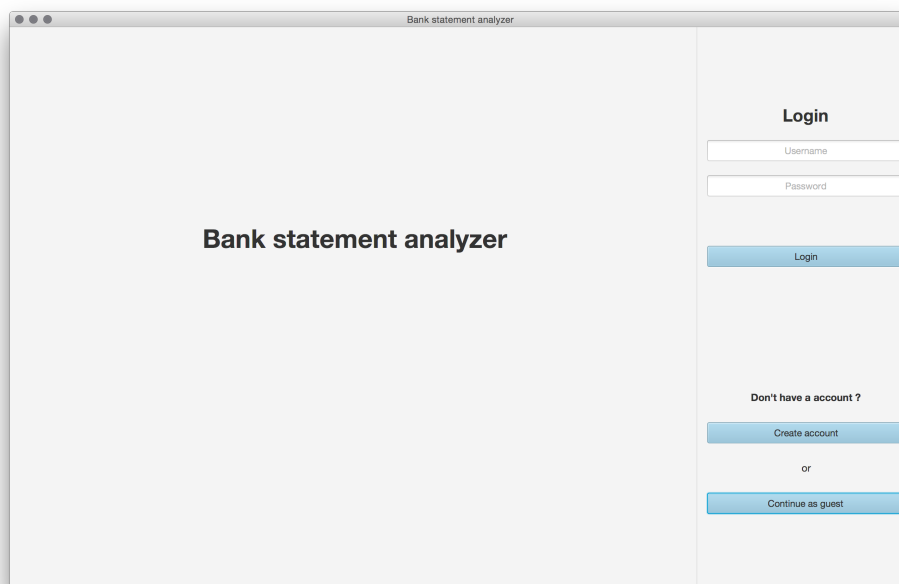 Bank statement analyzer
Bank statement analyzer
Login
Username
Password
Login
Don't have a account ?
Create account
or
Continue as guest